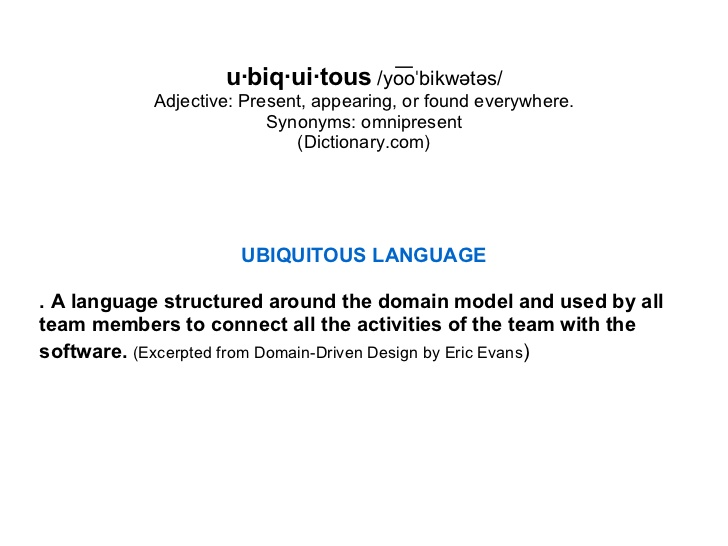 u·biq·ui·tous /yo͞oˈbikwətəs/
Adjective: Present, appearing, or found everywhere.
Synonyms: omnipresent
(Dictionary.com)
UBIQUITOUS LANGUAGE
. A language structured around the domain model and used by all
team members to connect all the activities of the team with the
software. (Excerpted from Domain-Driven Design by Eric Evans)